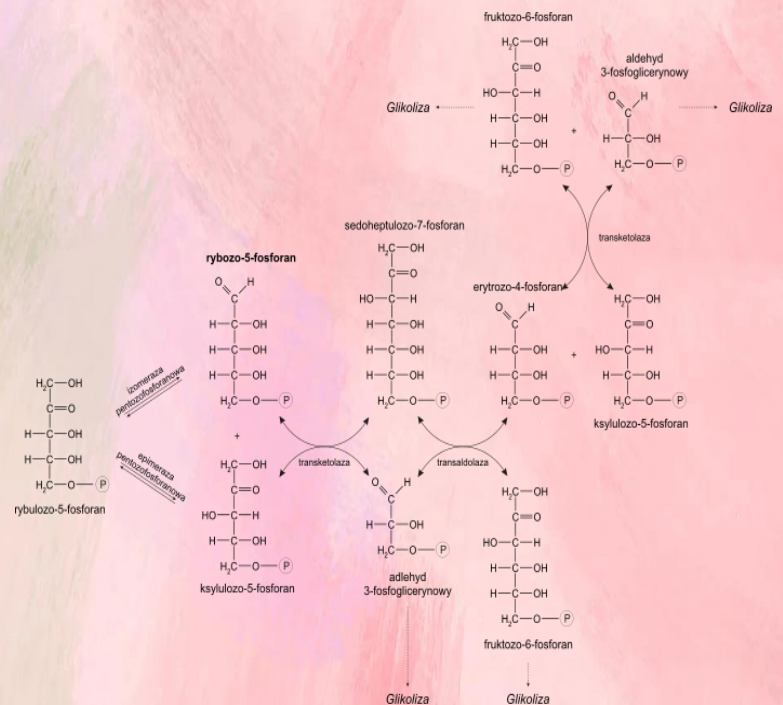 fruktozo-6-fosforan
H₂C—OH
C=O
HO—C—H
H—C—OH
H—C—OH
H₂C—O—P
+
aldehyd
3-fosfoglicerynowy
O H
C
H—C—OH
H₂C—O—P
Glikoliza
Glikoliza
transketolaza
sedoheptulozo-7-fosforan
H₂C—OH
C=O
HO—C—H
H—C—OH
H—C—OH
H—C—OH
H₂C—O—P
rybozo-5-fosforan
O H
C
H—C—OH
H—C—OH
H—C—OH
H₂C—O—P
+
erytrozo-4-fosforan
O H
C
H—C—OH
H—C—OH
H₂C—O—P
+
H₂C—OH
C=O
HO—C—H
H—C—OH
H₂C—O—P
ksylulozo-5-fosforan
izomeraza
pentozofosforanowa
H₂C—OH
C=O
H—C—OH
H—C—OH
H₂C—O—P
rybulozo-5-fosforan
epimeraza
pentozofosforanowa
H₂C—OH
C=O
HO—C—H
H—C—OH
H₂C—O—P
ksylulozo-5-fosforan
transketolaza
transaldolaza
O H
C
H—C—OH
H₂C—O—P
adlehyd
3-fosfoglicerynowy
H₂C—OH
C=O
HO—C—H
H—C—OH
H—C—OH
H₂C—O—P
fruktozo-6-fosforan
Glikoliza
Glikoliza